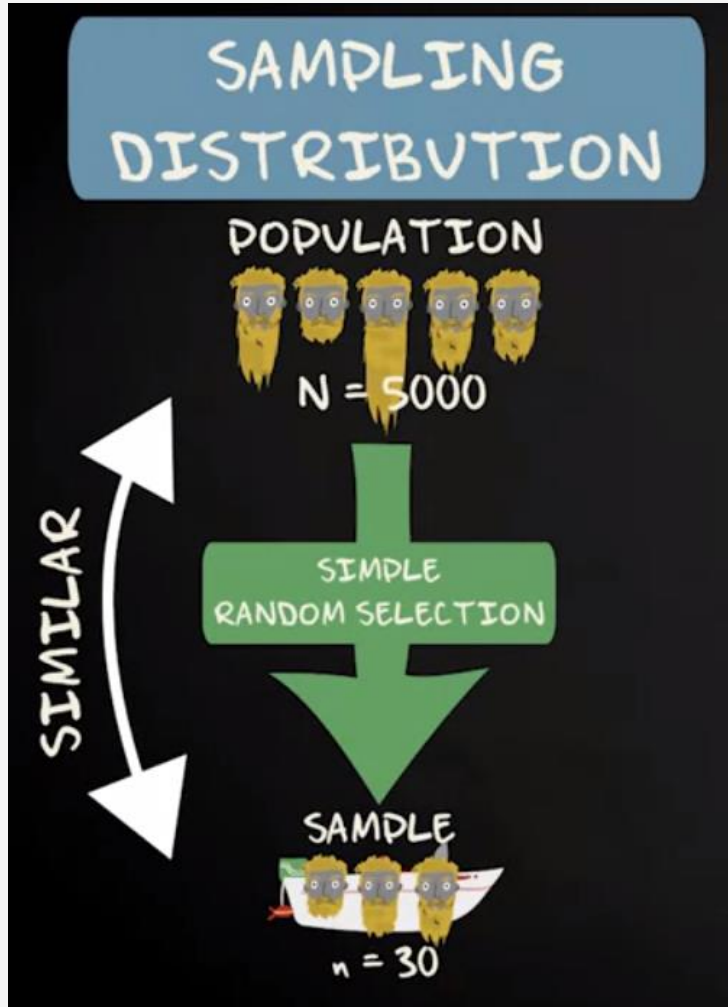 SAMPLING
DISTRIBUTION
POPULATION
N = 5000
SIMILAR
SIMPLE
RANDOM SELECTION
SAMPLE
n = 30